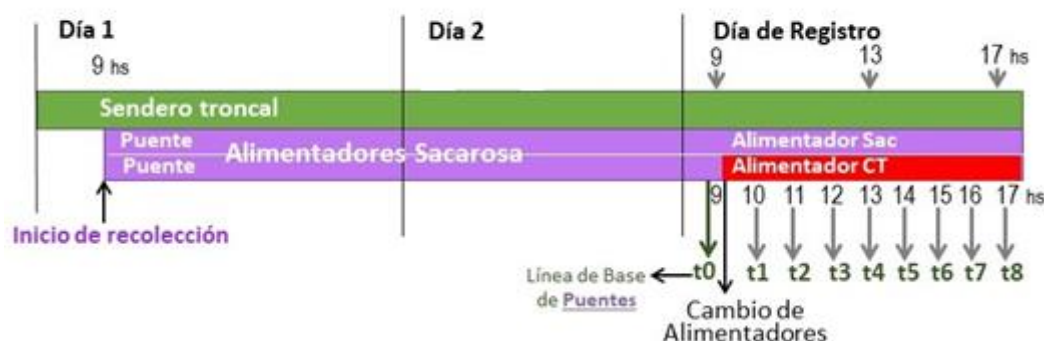 Día 1
Día 2
Día de Registro
9 hs
9
13
17 hs
Sendero troncal
Puente
Puente
Alimentadores Sacarosa
Alimentador Sac
Alimentador CT
9 10 11 12 13 14 15 16 17 hs
Inicio de recolección
Línea de Base
de Puentes
t0 t1 t2 t3 t4 t5 t6 t7 t8
Cambio de
Alimentadores